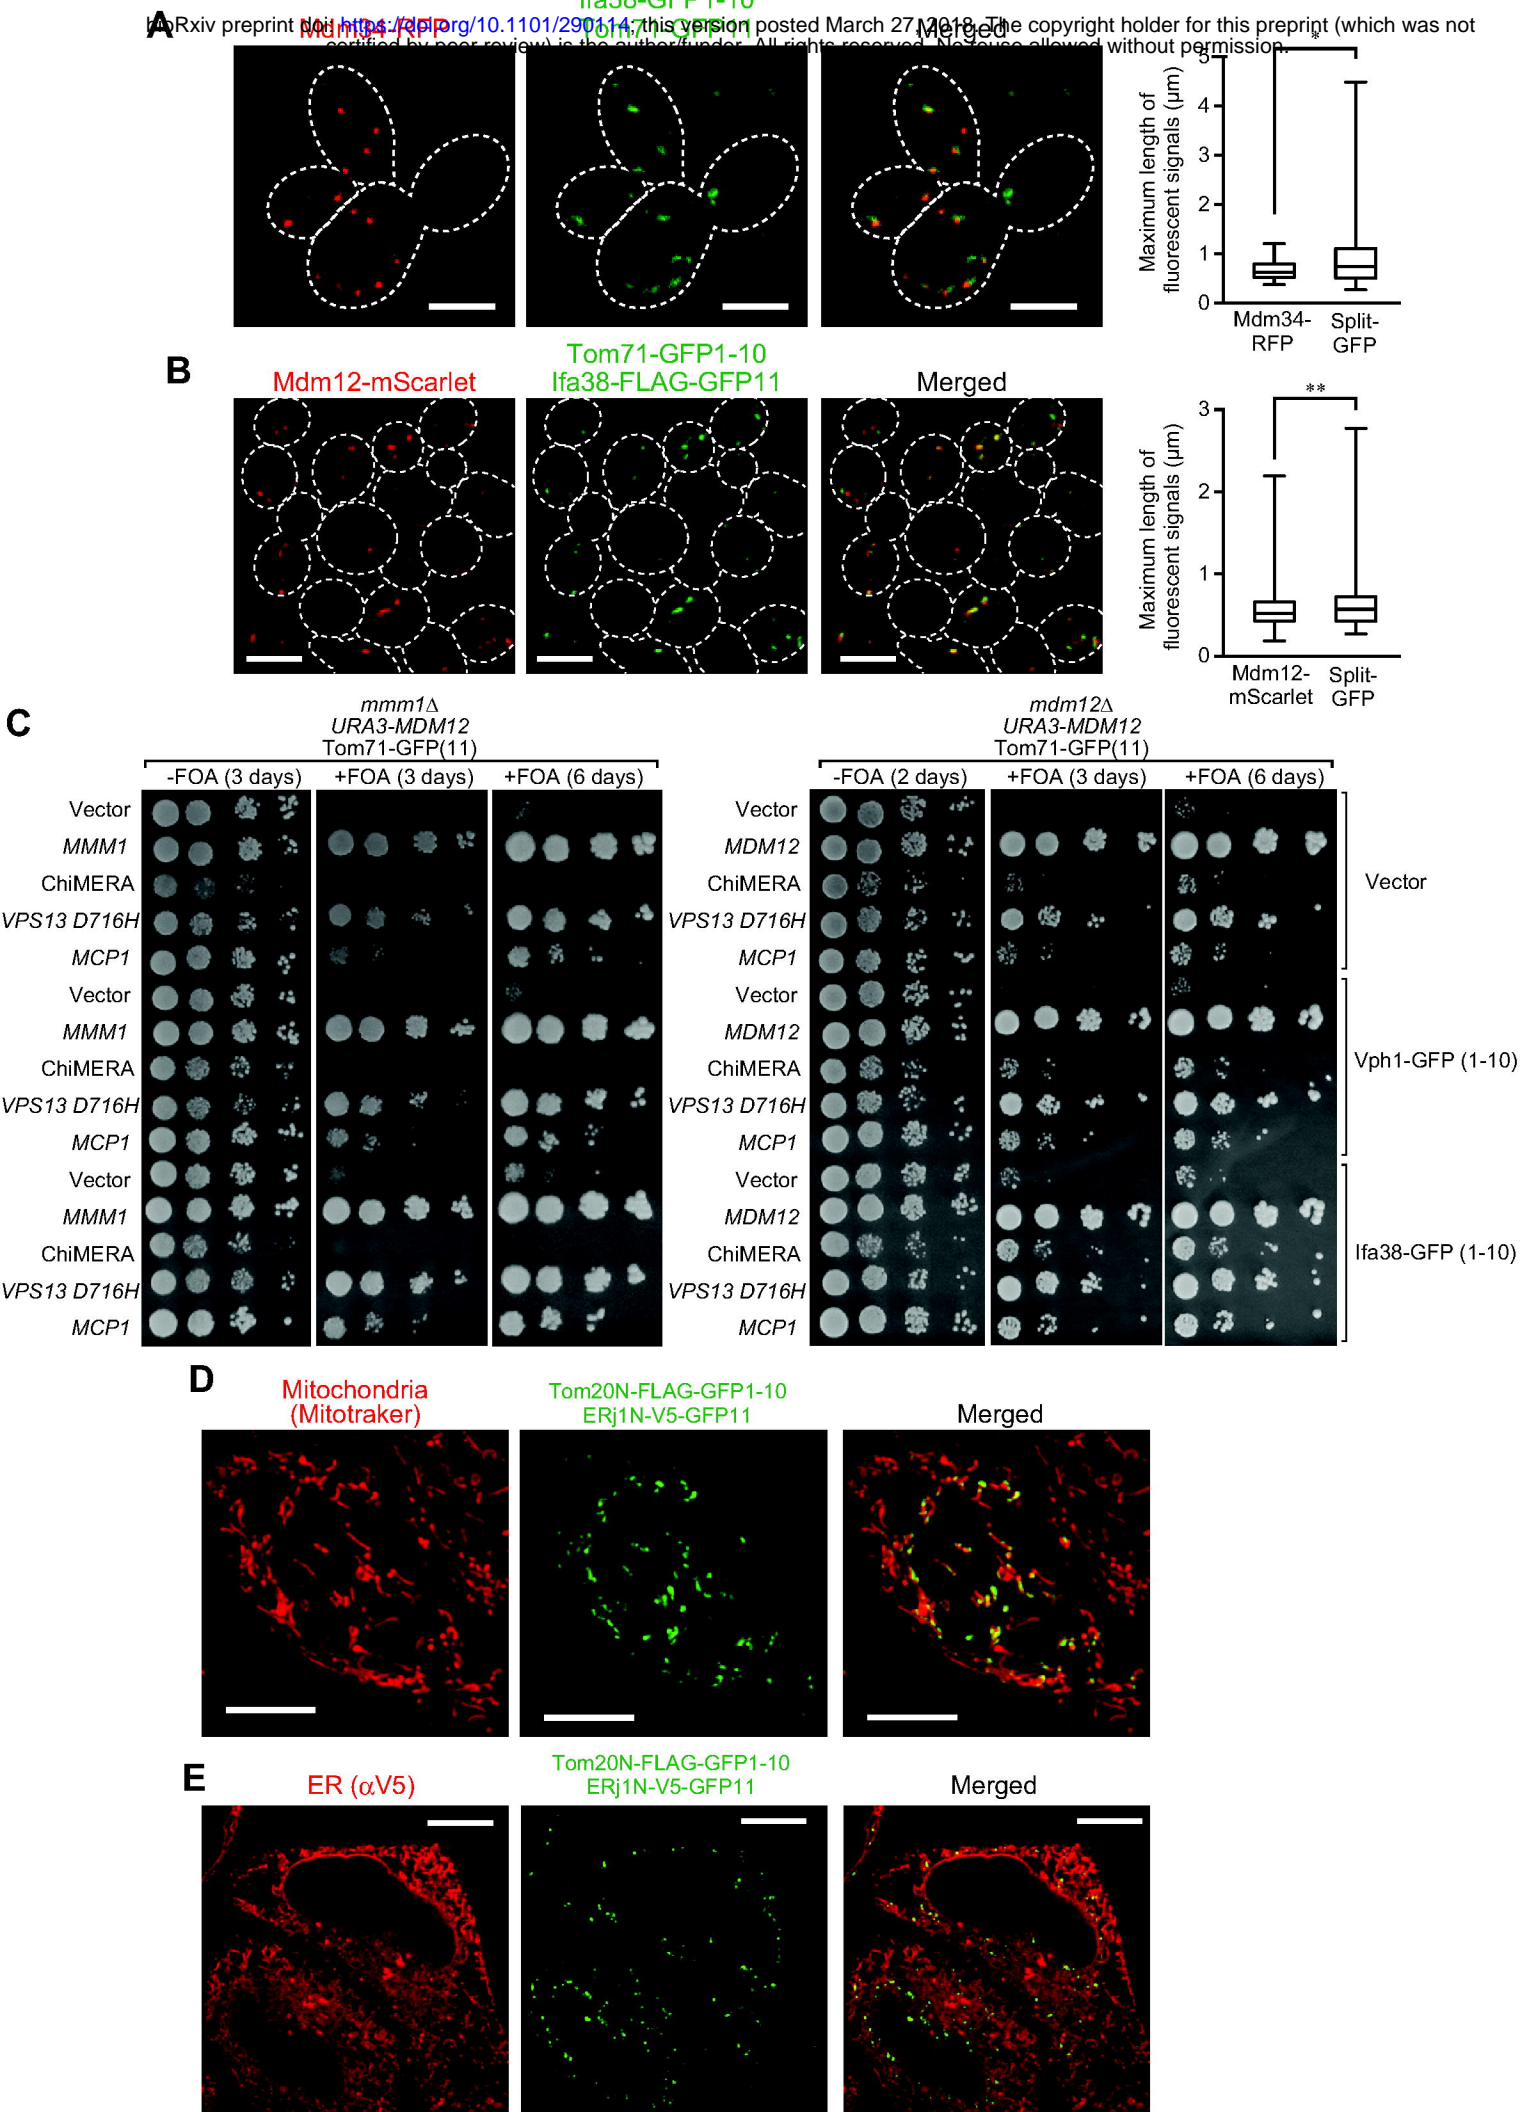 bioRxiv preprint doi: https://doi.org/10.1101/290114; this version posted March 27, 2018. The copyright holder for this preprint (which was not
certified by peer review) is the author/funder. All rights reserved. No reuse allowed without permission.
A
Mdm34-RFP
Ifa38-GFP1-10
Tom71-GFP11
Merged
*
Maximum length of
fluorescent signals (μm)
5
4
3
2
1
0
Mdm34-
RFP
Split-
GFP
B
Mdm12-mScarlet
Tom71-GFP1-10
Ifa38-FLAG-GFP11
Merged
**
Maximum length of
fluorescent signals (μm)
3
2
1
0
Mdm12-
mScarlet
Split-
GFP
C
mmm1Δ
URA3-MDM12
Tom71-GFP(11)
-FOA (3 days)
+FOA (3 days)
+FOA (6 days)
Vector
MMM1
ChiMERA
VPS13 D716H
MCP1
Vector
MMM1
ChiMERA
VPS13 D716H
MCP1
Vector
MMM1
ChiMERA
VPS13 D716H
MCP1
mdm12Δ
URA3-MDM12
Tom71-GFP(11)
-FOA (2 days)
+FOA (3 days)
+FOA (6 days)
Vector
MDM12
ChiMERA
VPS13 D716H
MCP1
Vector
MDM12
ChiMERA
VPS13 D716H
MCP1
Vector
MDM12
ChiMERA
VPS13 D716H
MCP1
Vector
Vph1-GFP (1-10)
Ifa38-GFP (1-10)
D
Mitochondria
(Mitotraker)
Tom20N-FLAG-GFP1-10
ERj1N-V5-GFP11
Merged
E
ER (αV5)
Tom20N-FLAG-GFP1-10
ERj1N-V5-GFP11
Merged